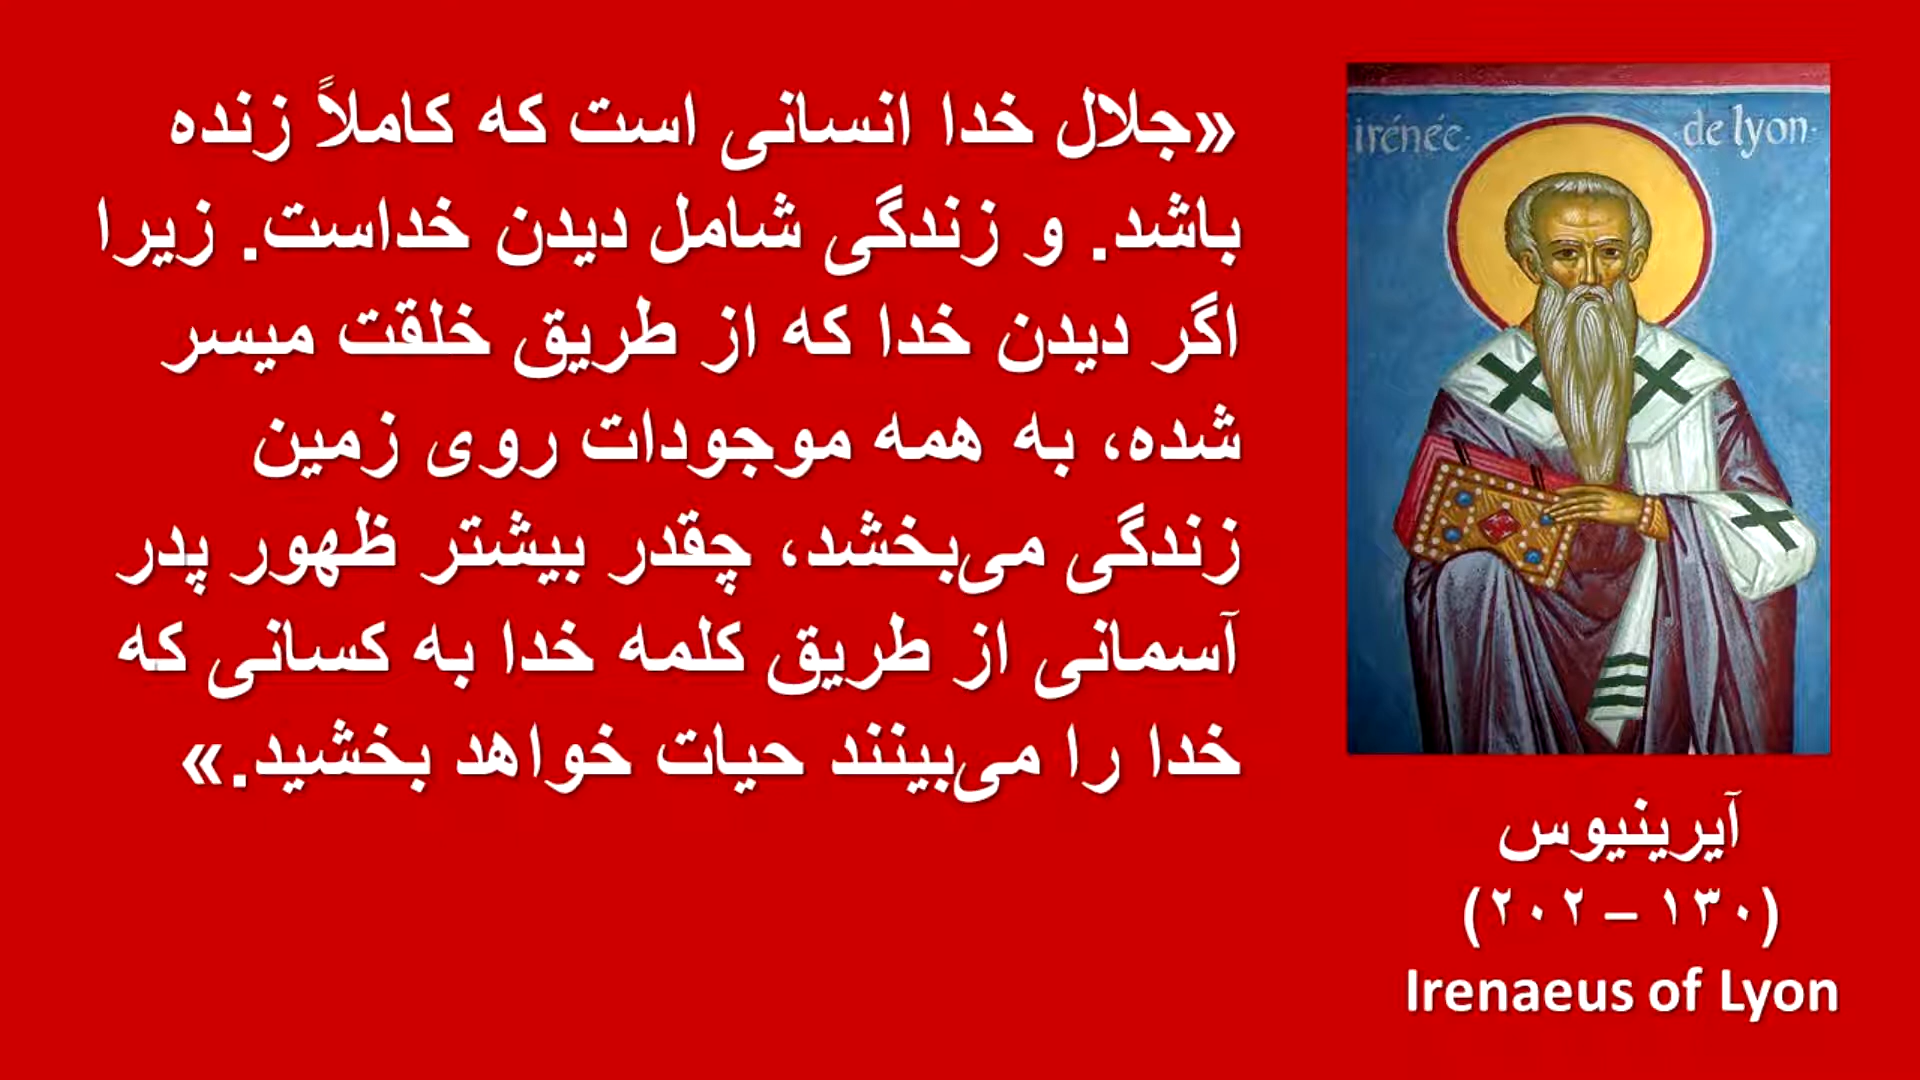 «جلال خدا انسانی است که کاملاً زنده
باشد. و زندگی شامل دیدن خداست. زیرا
اگر دیدن خدا که از طریق خلقت میسر
شده، به همه موجودات روی زمین
زندگی می‌بخشد، چقدر بیشتر ظهور پدر
آسمانی از طریق کلمه خدا به کسانی که
خدا را می‌بینند حیات خواهد بخشید.»
irénée· de lyon·
آیرینیوس
(۱۳۰ – ۲۰۲)
Irenaeus of Lyon